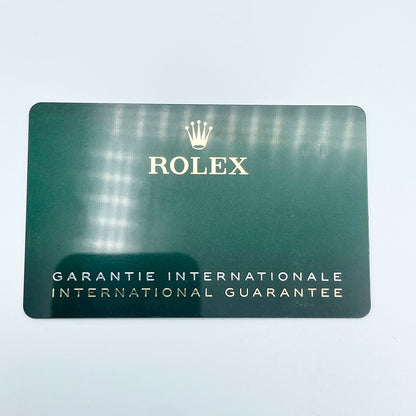 ROLEX
GARANTIE INTERNATIONALE
INTERNATIONAL GUARANTEE